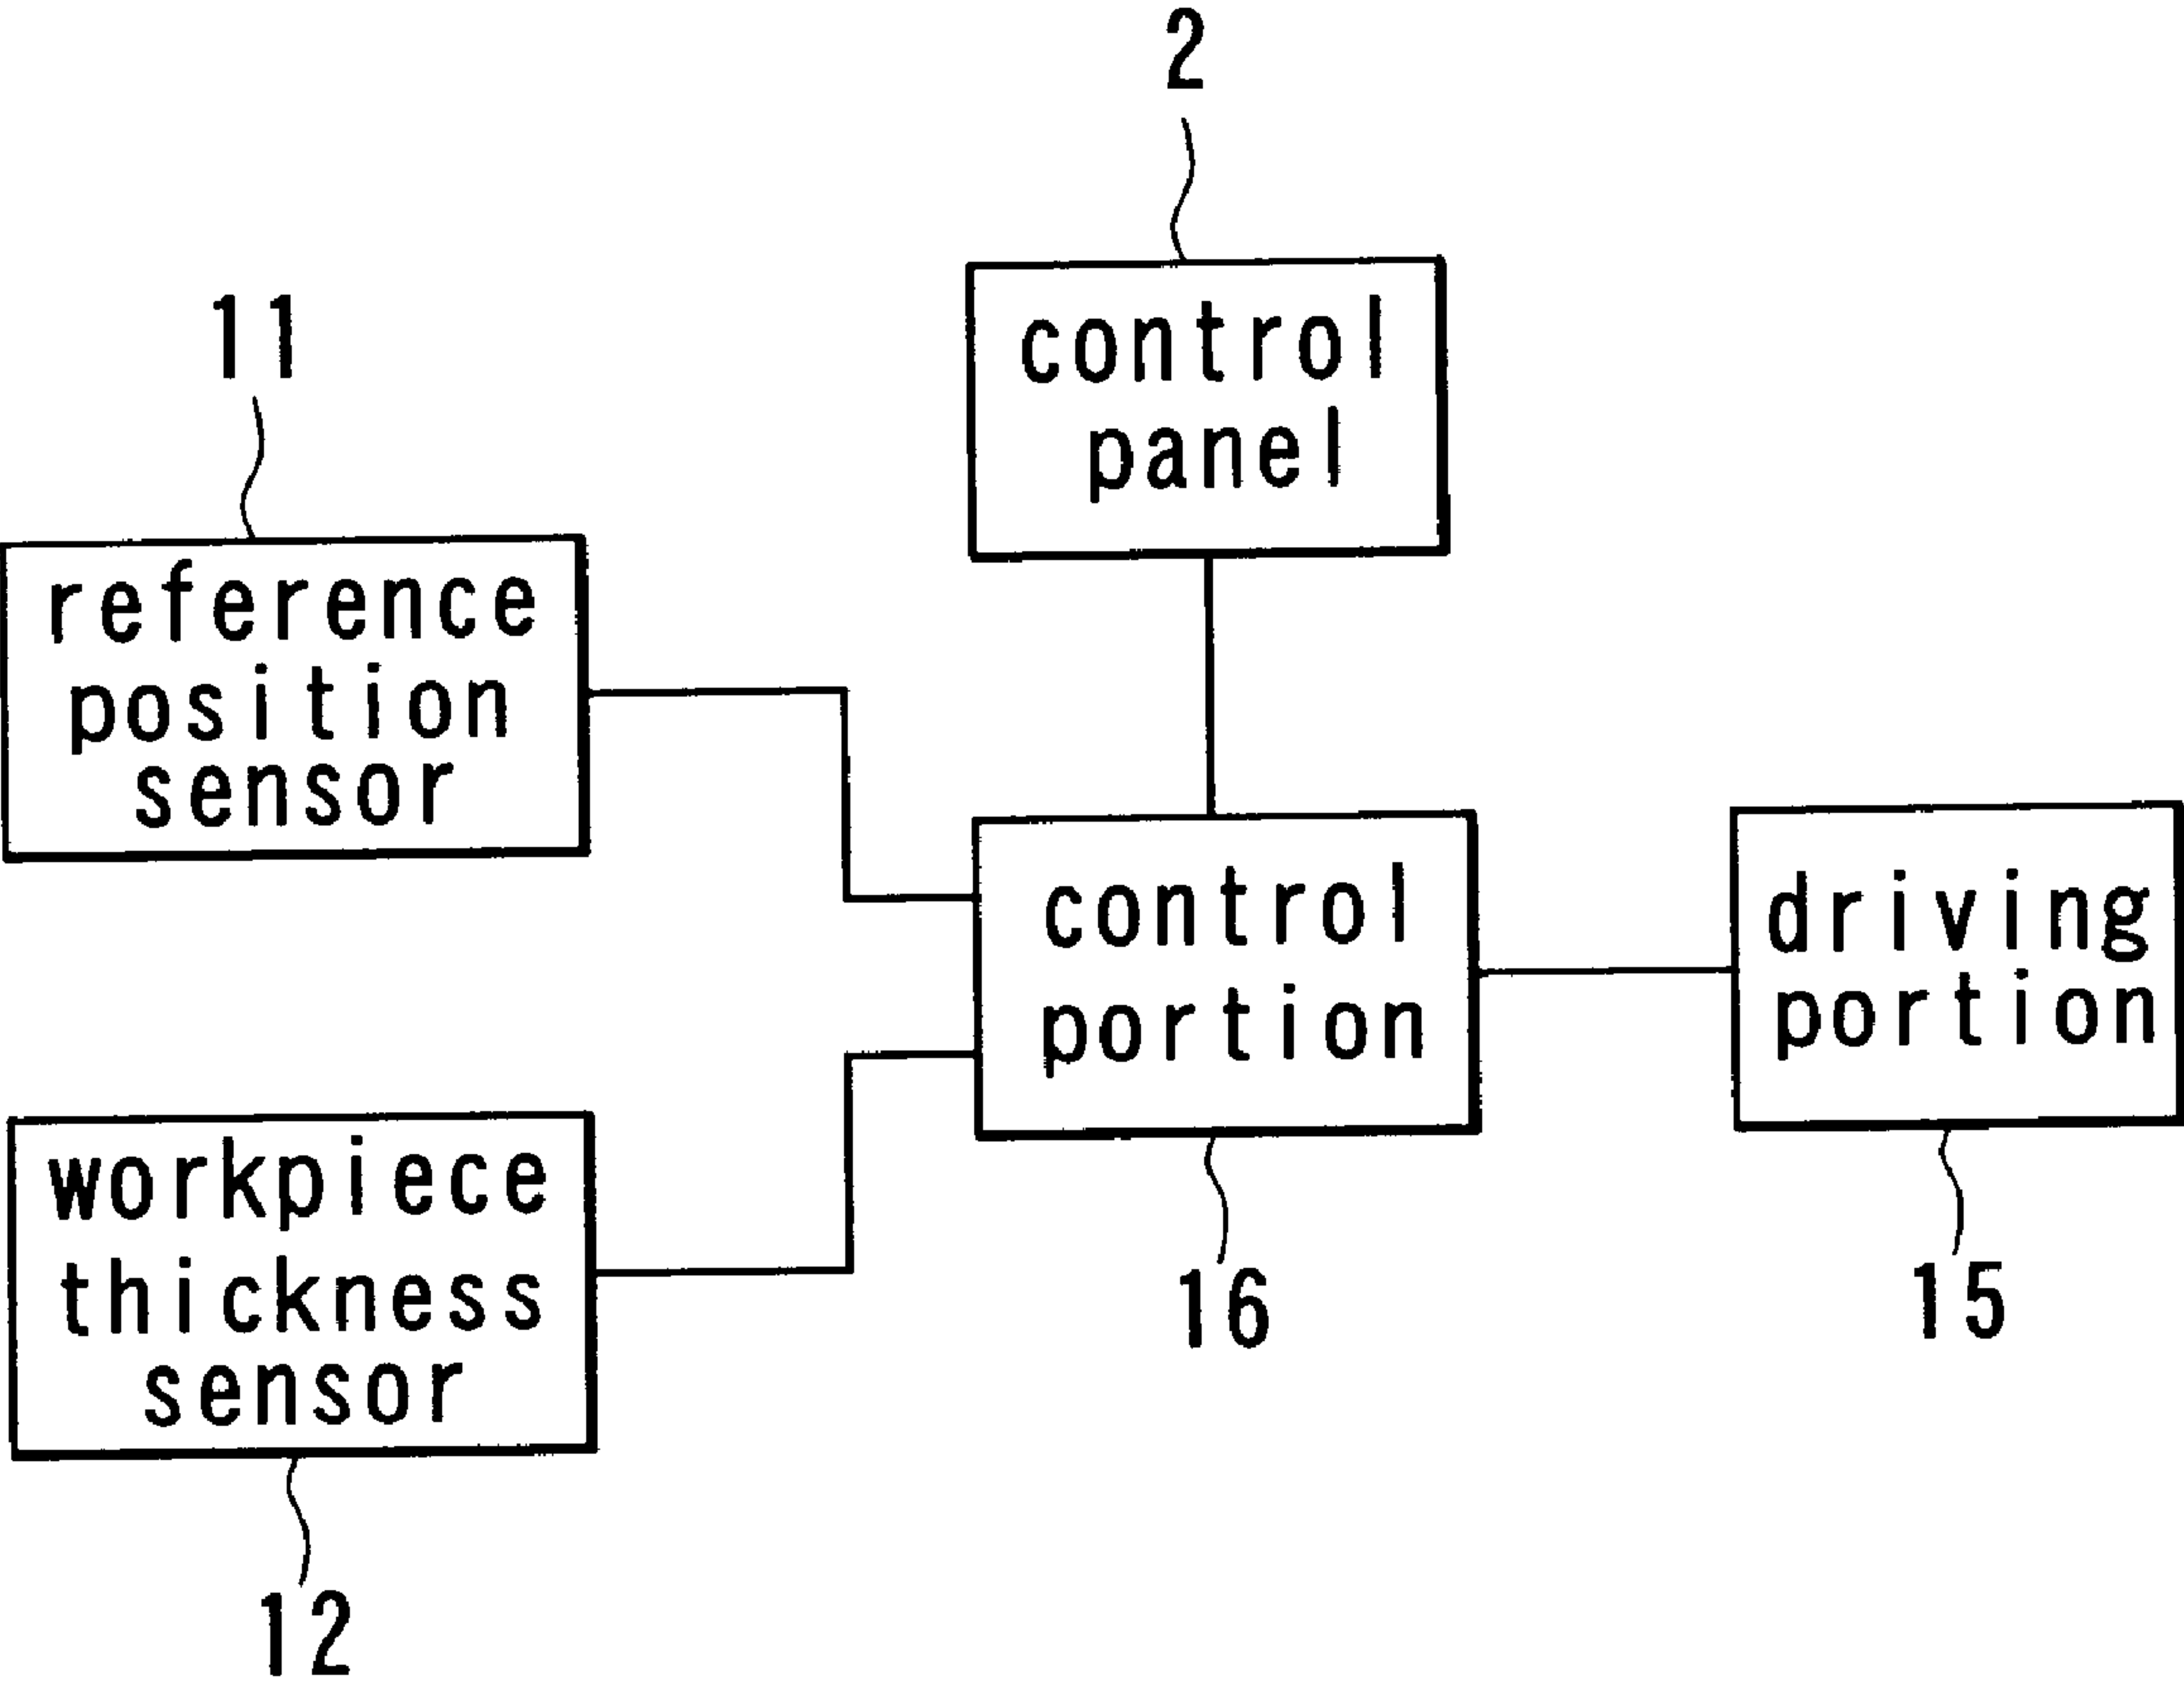 2
control
panel
11
reference
position
sensor
control
portion
16
driving
portion
15
workpiece
thickness
sensor
12